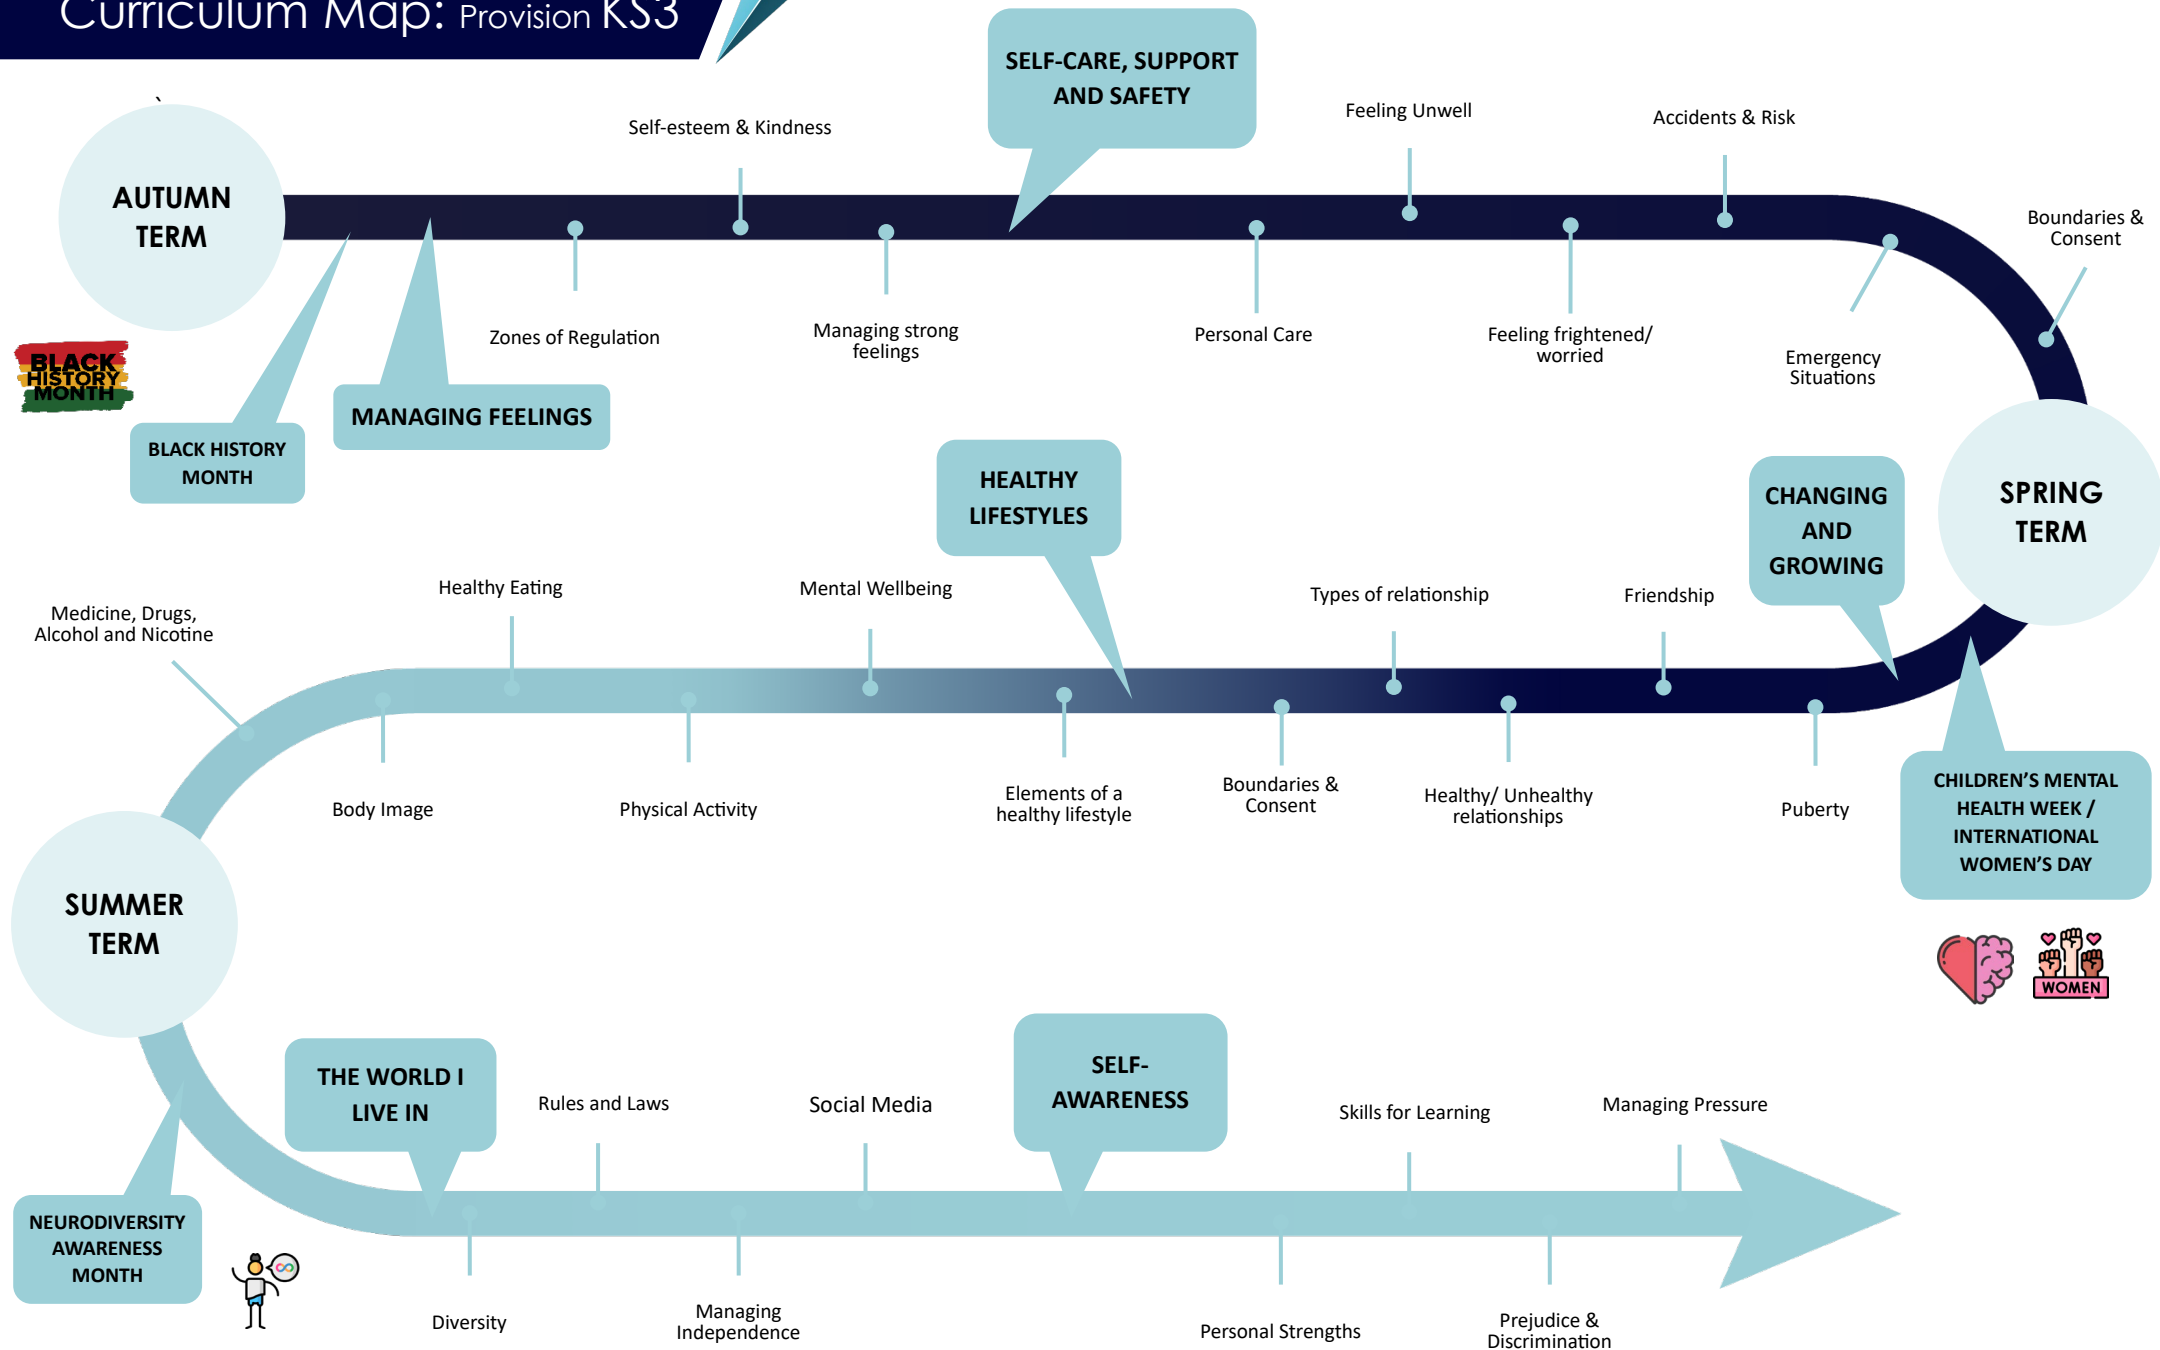 Curriculum Map: Provision KS3
`
AUTUMN
TERM
BLACK
HISTORY
MONTH
BLACK HISTORY
MONTH
MANAGING FEELINGS
Zones of Regulation
Self-esteem & Kindness
Managing strong
feelings
SELF-CARE, SUPPORT
AND SAFETY
Personal Care
Feeling Unwell
Feeling frightened/
worried
Accidents & Risk
Emergency
Situations
Boundaries &
Consent
SPRING
TERM
CHILDREN’S MENTAL
HEALTH WEEK /
INTERNATIONAL
WOMEN’S DAY
WOMEN
CHANGING
AND
GROWING
Puberty
Friendship
Healthy/ Unhealthy
relationships
Types of relationship
Boundaries &
Consent
HEALTHY
LIFESTYLES
Elements of a
healthy lifestyle
Mental Wellbeing
Physical Activity
Healthy Eating
Body Image
Medicine, Drugs,
Alcohol and Nicotine
SUMMER
TERM
NEURODIVERSITY
AWARENESS
MONTH
THE WORLD I
LIVE IN
Diversity
Rules and Laws
Managing
Independence
Social Media
SELF-
AWARENESS
Personal Strengths
Skills for Learning
Prejudice &
Discrimination
Managing Pressure